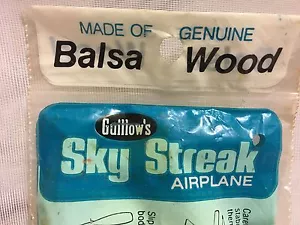 MADE OF GENUINE
Balsa Wood
Guillow's
Sky Streak
AIRPLANE